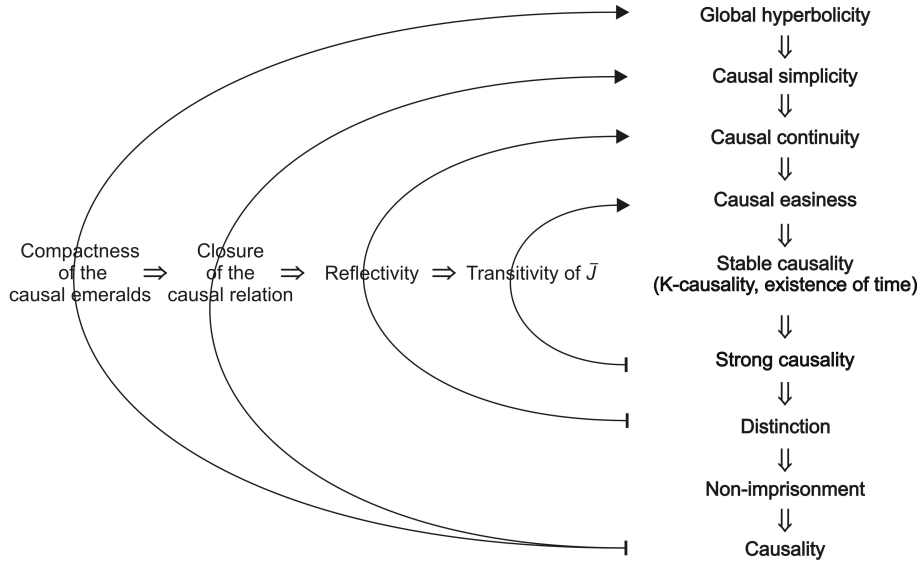 Global hyperbolicity
⇓
Causal simplicity
⇓
Causal continuity
⇓
Causal easiness
⇓
Compactness
of the
causal emeralds
⇒
Closure
of the
causal relation
⇒
Reflectivity
⇒
Transitivity of J̄
Stable causality
(K-causality, existence of time)
⇓
Strong causality
⇓
Distinction
⇓
Non-imprisonment
⇓
Causality